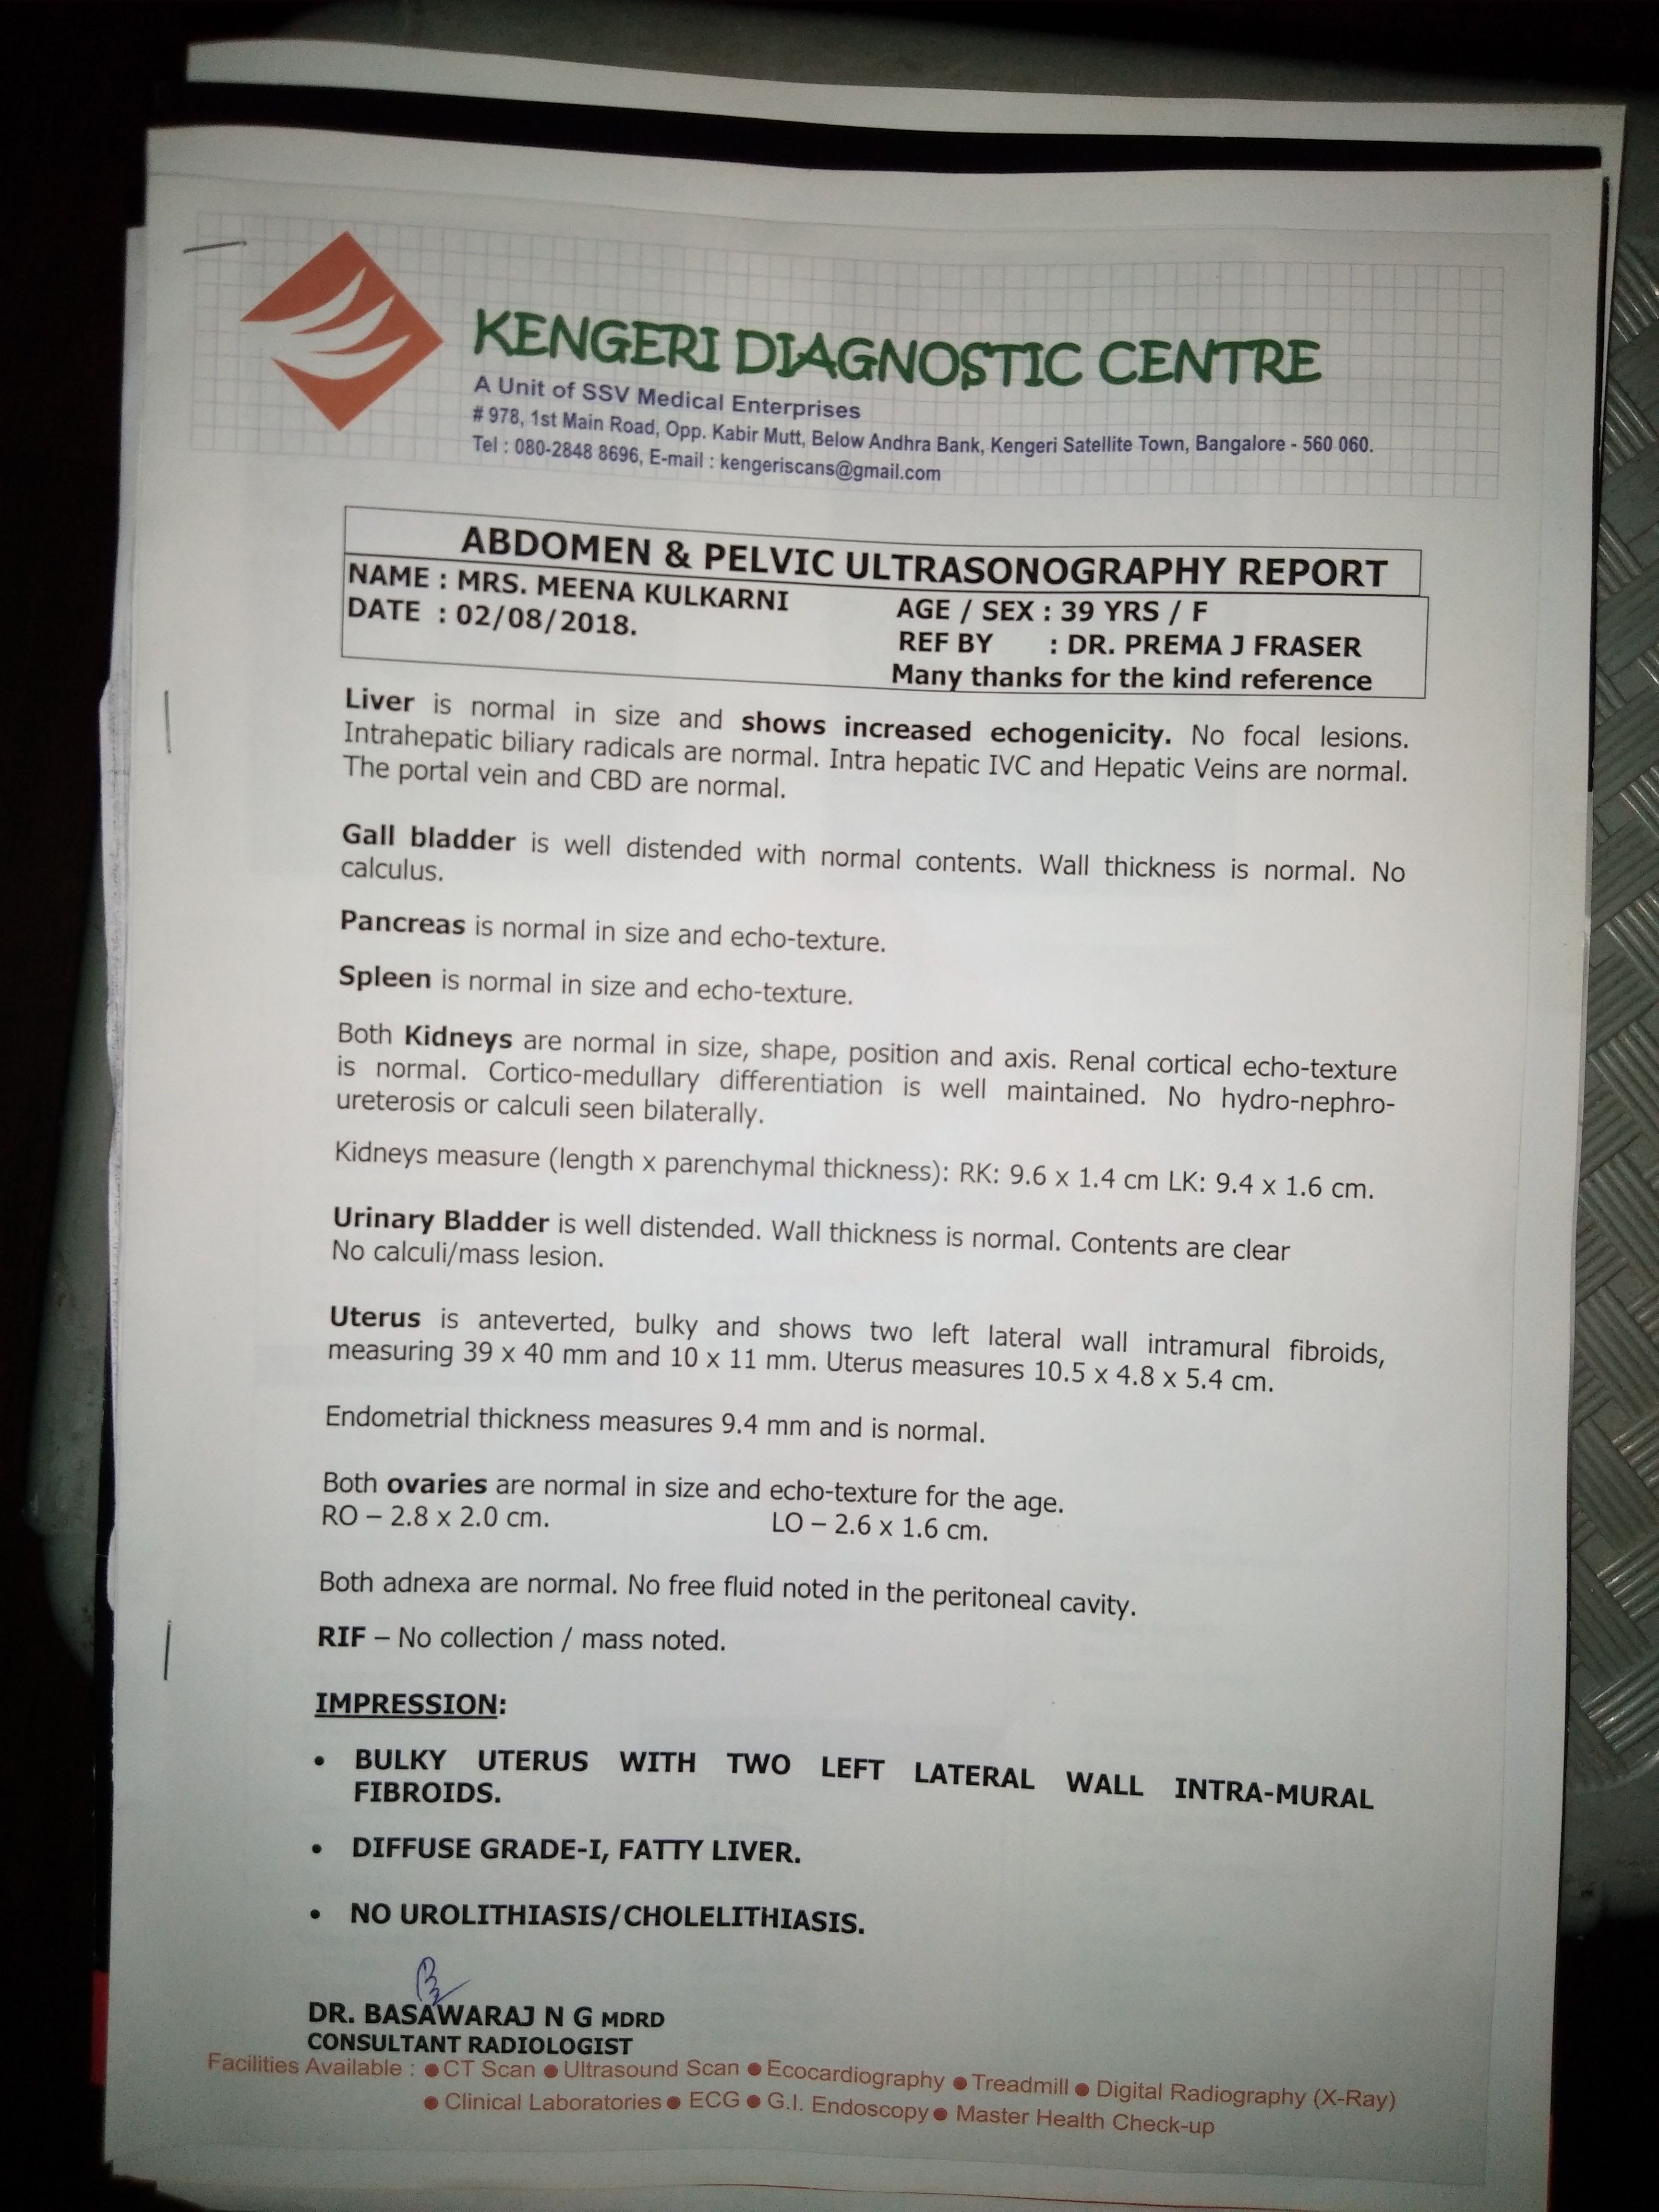 KENGERI DIAGNOSTIC CENTRE
A Unit of SSV Medical Enterprises
# 978, 1st Main Road, Opp. Kabir Mutt, Below Andhra Bank, Kengeri Satellite Town, Bangalore - 560 060.
Tel : 080-2848 8696, E-mail : kengeriscans@gmail.com
ABDOMEN & PELVIC ULTRASONOGRAPHY REPORT
NAME : MRS. MEENA KULKARNI
DATE : 02/08/2018.
AGE / SEX : 39 YRS / F
REF BY : DR. PREMA J FRASER
Many thanks for the kind reference
Liver is normal in size and shows increased echogenicity. No focal lesions.
Intrahepatic biliary radicals are normal. Intra hepatic IVC and Hepatic Veins are normal.
The portal vein and CBD are normal.
Gall bladder is well distended with normal contents. Wall thickness is normal. No
calculus.
Pancreas is normal in size and echo-texture.
Spleen is normal in size and echo-texture.
Both Kidneys are normal in size, shape, position and axis. Renal cortical echo-texture
is normal. Cortico-medullary differentiation is well maintained. No hydro-nephro-
ureterosis or calculi seen bilaterally.
Kidneys measure (length x parenchymal thickness): RK: 9.6 x 1.4 cm LK: 9.4 x 1.6 cm.
Urinary Bladder is well distended. Wall thickness is normal. Contents are clear
No calculi/mass lesion.
Uterus is anteverted, bulky and shows two left lateral wall intramural fibroids,
measuring 39 x 40 mm and 10 x 11 mm. Uterus measures 10.5 x 4.8 x 5.4 cm.
Endometrial thickness measures 9.4 mm and is normal.
Both ovaries are normal in size and echo-texture for the age.
RO – 2.8 x 2.0 cm. LO – 2.6 x 1.6 cm.
Both adnexa are normal. No free fluid noted in the peritoneal cavity.
RIF – No collection / mass noted.
IMPRESSION:
• BULKY UTERUS WITH TWO LEFT LATERAL WALL INTRA-MURAL
FIBROIDS.
• DIFFUSE GRADE-I, FATTY LIVER.
• NO UROLITHIASIS/CHOLELITHIASIS.
DR. BASAWARAJ N G MDRD
CONSULTANT RADIOLOGIST
Facilities Available : ● CT Scan ● Ultrasound Scan ● Ecocardiography ● Treadmill ● Digital Radiography (X-Ray)
● Clinical Laboratories ● ECG ● G.I. Endoscopy ● Master Health Check-up